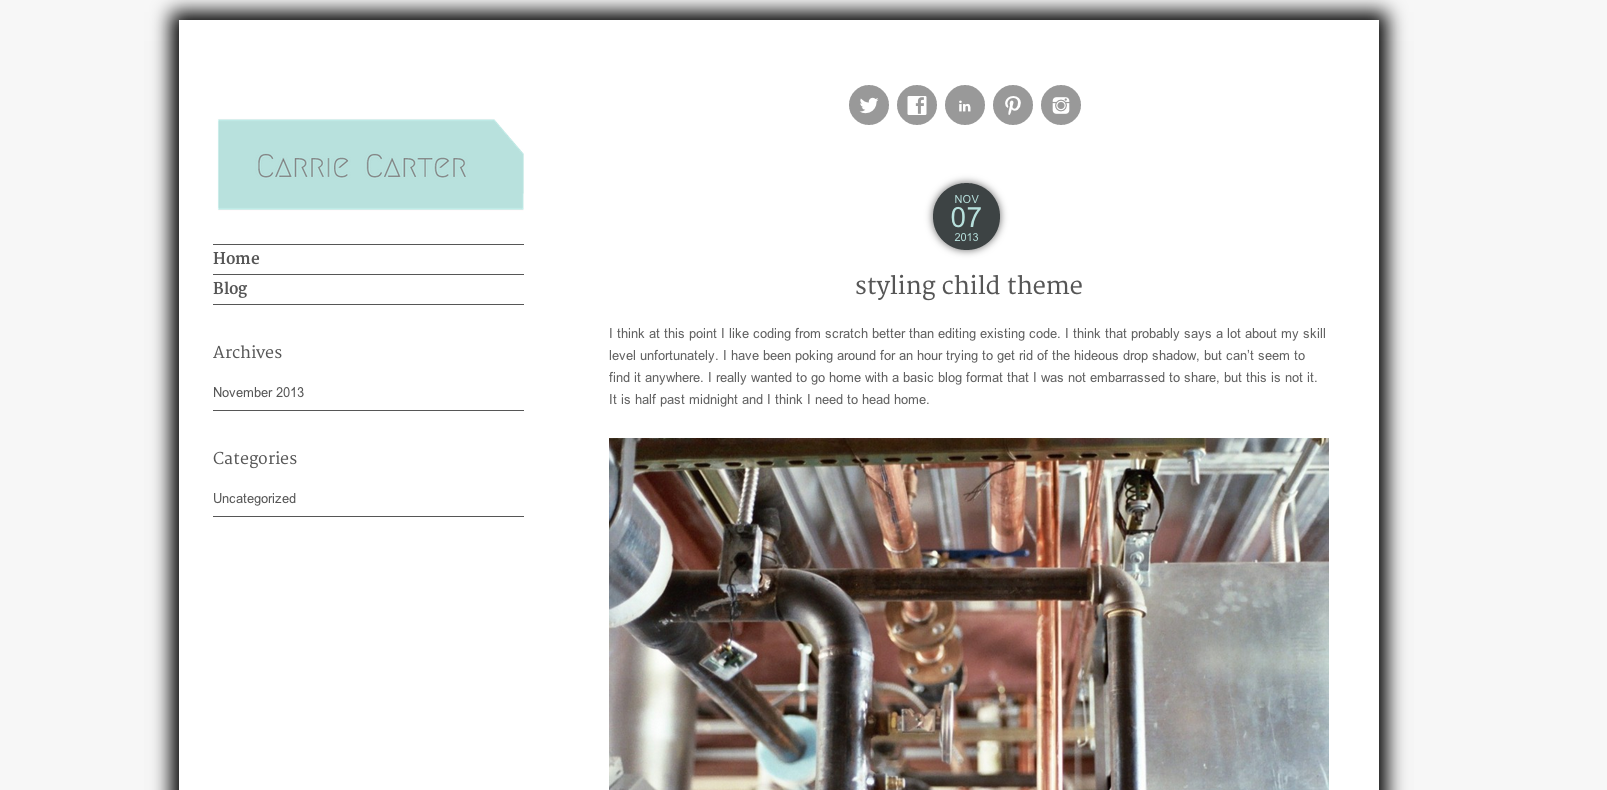 Carrie Carter
Home
Blog
Archives
November 2013
Categories
Uncategorized
in
NOV
07
2013
styling child theme
I think at this point I like coding from scratch better than editing existing code. I think that probably says a lot about my skill
level unfortunately. I have been poking around for an hour trying to get rid of the hideous drop shadow, but can’t seem to
find it anywhere. I really wanted to go home with a basic blog format that I was not embarrassed to share, but this is not it.
It is half past midnight and I think I need to head home.